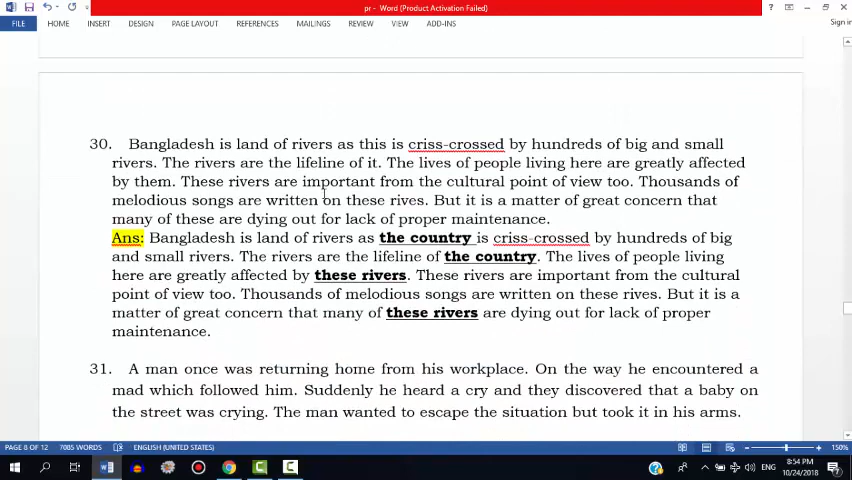 pr - Word (Product Activation Failed)
FILE HOME INSERT DESIGN PAGE LAYOUT REFERENCES MAILINGS REVIEW VIEW ADD-INS Sign in
30. Bangladesh is land of rivers as this is criss-crossed by hundreds of big and small
rivers. The rivers are the lifeline of it. The lives of people living here are greatly affected
by them. These rivers are important from the cultural point of view too. Thousands of
melodious songs are written on these rives. But it is a matter of great concern that
many of these are dying out for lack of proper maintenance.
Ans: Bangladesh is land of rivers as the country is criss-crossed by hundreds of big
and small rivers. The rivers are the lifeline of the country. The lives of people living
here are greatly affected by these rivers. These rivers are important from the cultural
point of view too. Thousands of melodious songs are written on these rives. But it is a
matter of great concern that many of these rivers are dying out for lack of proper
maintenance.
31. A man once was returning home from his workplace. On the way he encountered a
mad which followed him. Suddenly he heard a cry and they discovered that a baby on
the street was crying. The man wanted to escape the situation but took it in his arms.
PAGE 8 OF 12 7085 WORDS ENGLISH (UNITED STATES) 150%
ENG 8:54 PM
10/24/2018